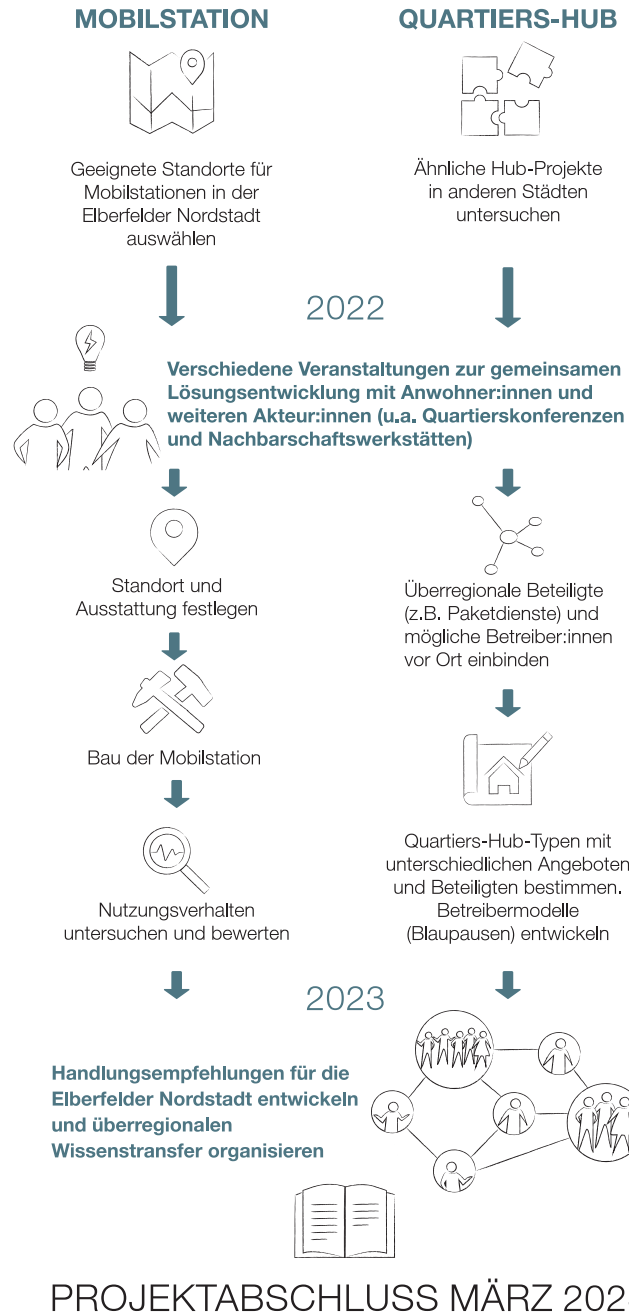 MOBILSTATION
Geeignete Standorte für
Mobilstationen in der
Elberfelder Nordstadt
auswählen
QUARTIERS-HUB
Ähnliche Hub-Projekte
in anderen Städten
untersuchen
2022
Verschiedene Veranstaltungen zur gemeinsamen
Lösungsentwicklung mit Anwohner:innen und
weiteren Akteur:innen (u.a. Quartierskonferenzen
und Nachbarschaftswerkstätten)
Standort und
Ausstattung festlegen
Bau der Mobilstation
Nutzungsverhalten
untersuchen und bewerten
Überregionale Beteiligte
(z.B. Paketdienste) und
mögliche Betreiber:innen
vor Ort einbinden
Quartiers-Hub-Typen mit
unterschiedlichen Angeboten
und Beteiligten bestimmen.
Betreibermodelle
(Blaupausen) entwickeln
2023
Handlungsempfehlungen für die
Elberfelder Nordstadt entwickeln
und überregionalen
Wissenstransfer organisieren
PROJEKTABSCHLUSS MÄRZ 202